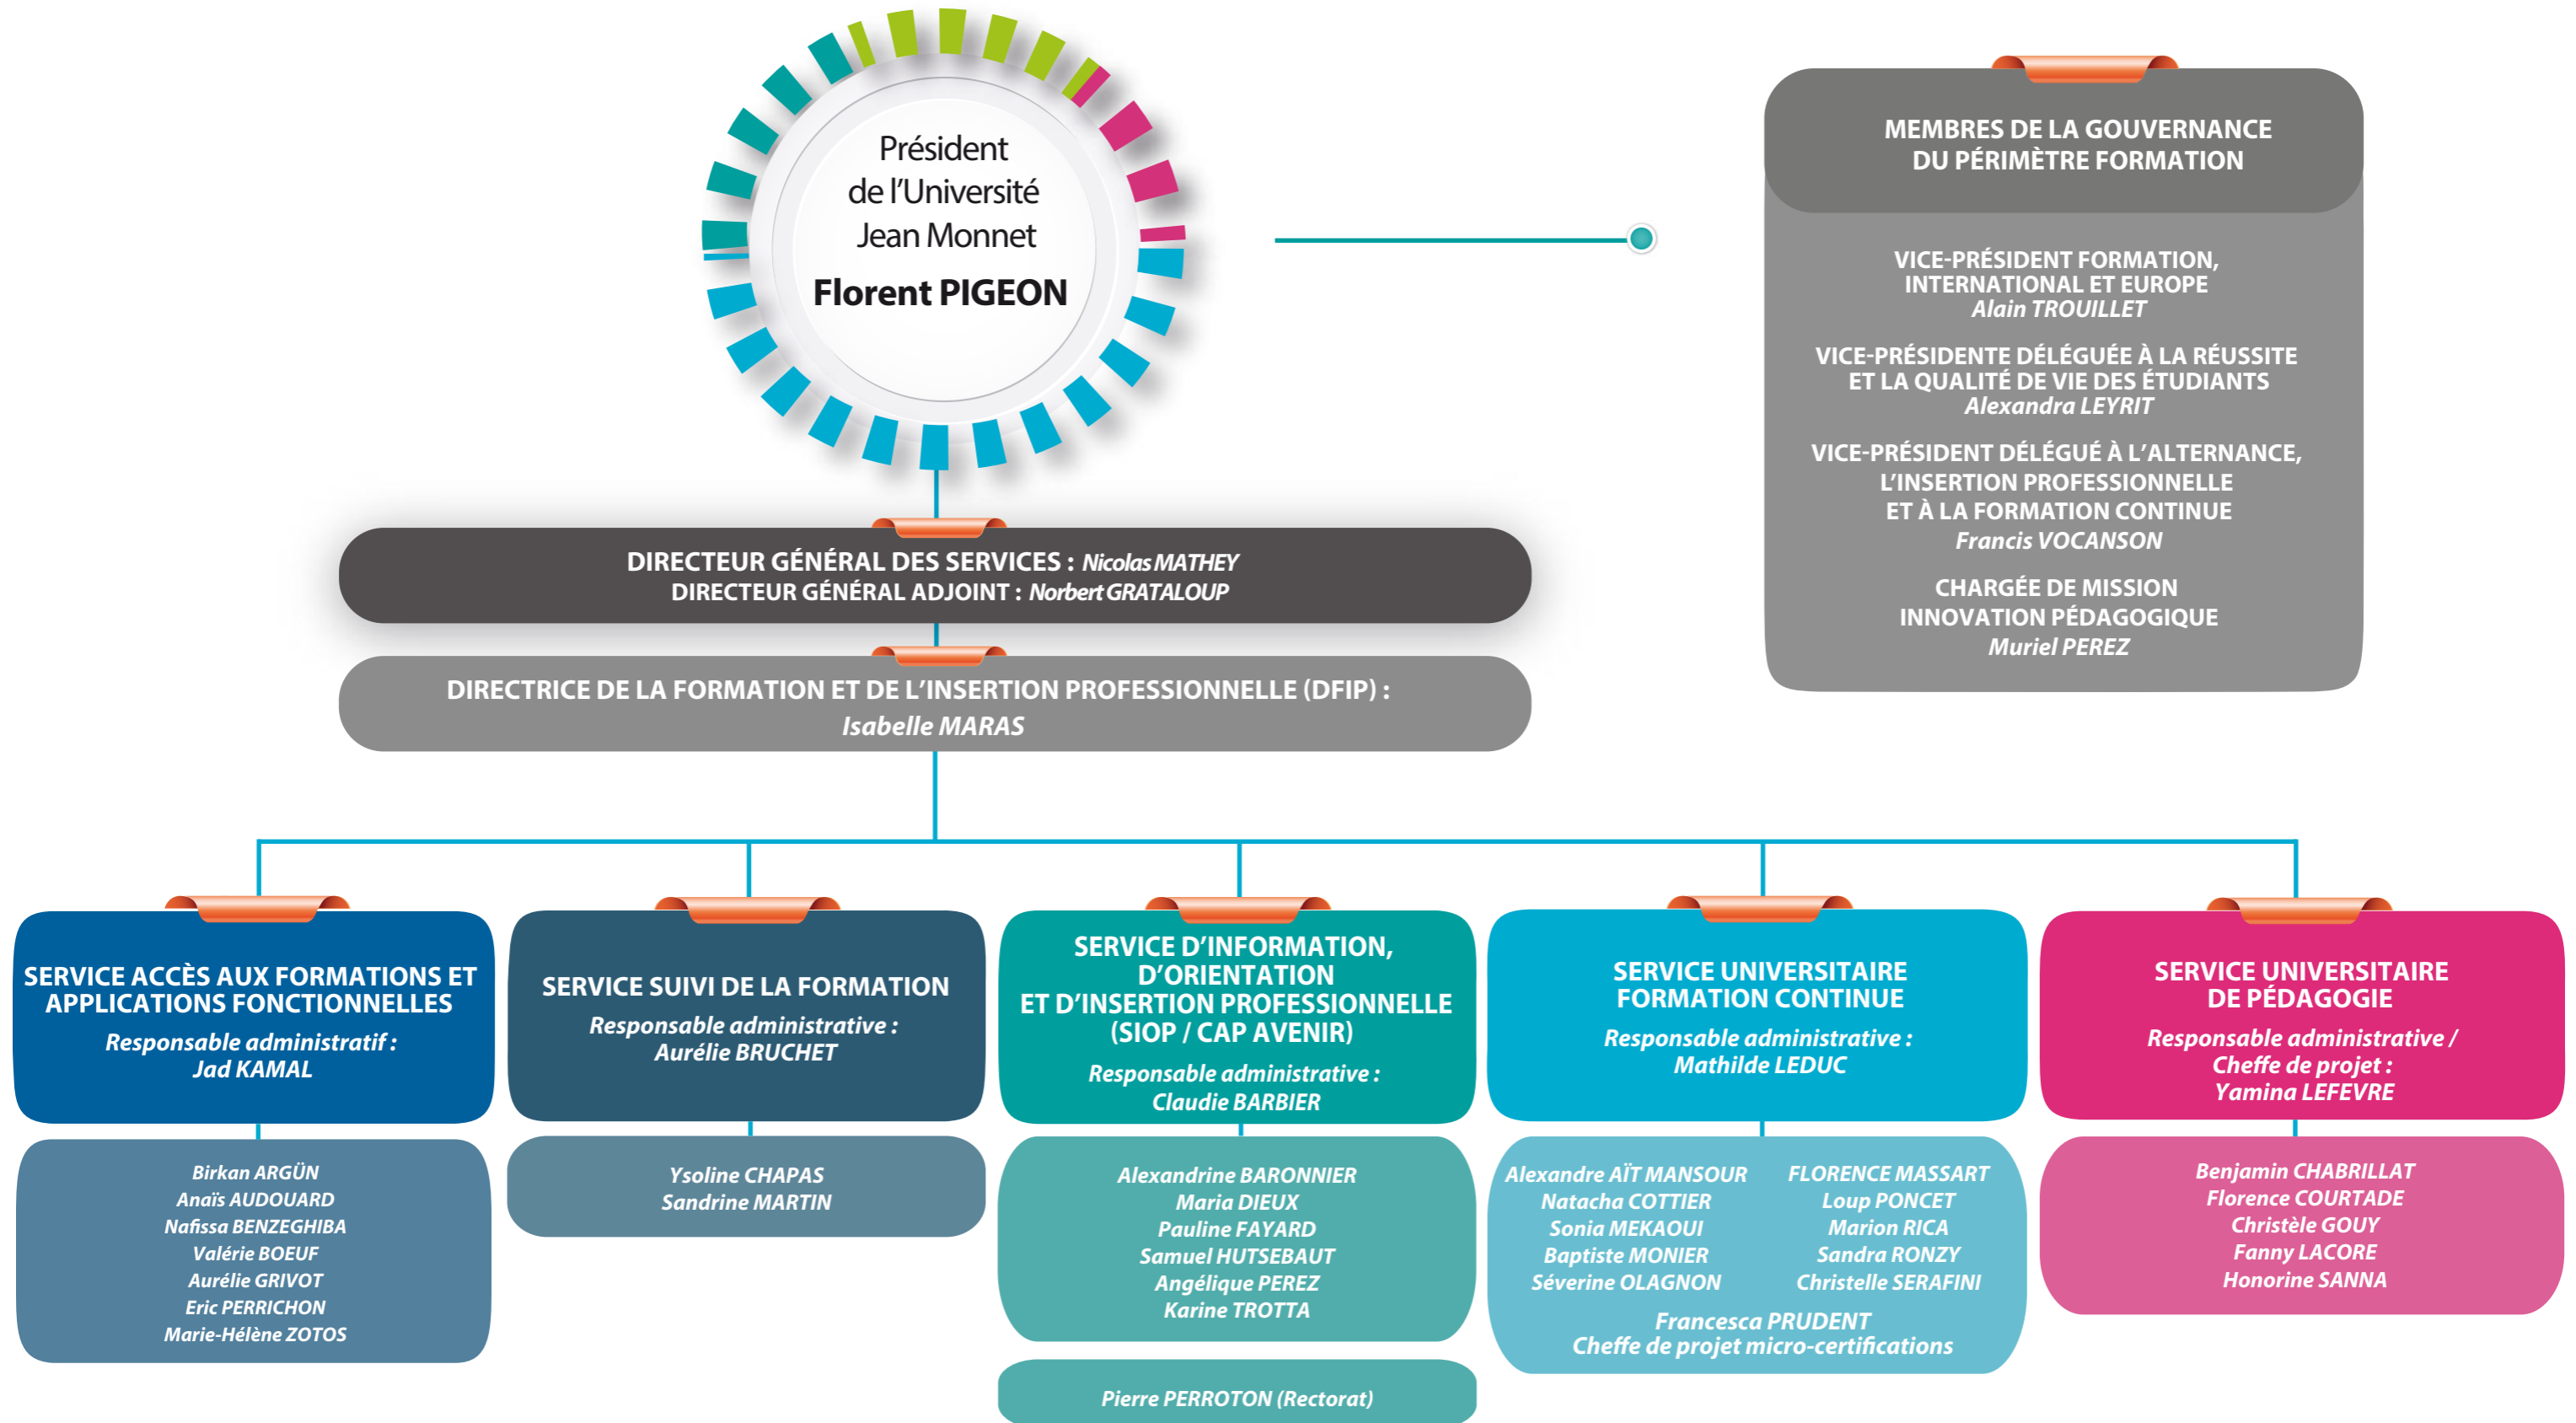 Président
de l'Université
Jean Monnet
Florent PIGEON
MEMBRES DE LA GOUVERNANCE
DU PÉRIMÈTRE FORMATION
VICE-PRÉSIDENT FORMATION,
INTERNATIONAL ET EUROPE
Alain TROUILLET
VICE-PRÉSIDENTE DÉLÉGUÉE À LA RÉUSSITE
ET LA QUALITÉ DE VIE DES ÉTUDIANTS
Alexandra LEYRIT
VICE-PRÉSIDENT DÉLÉGUÉ À L'ALTERNANCE,
L'INSERTION PROFESSIONNELLE
ET À LA FORMATION CONTINUE
Francis VOCANSON
CHARGÉE DE MISSION
INNOVATION PÉDAGOGIQUE
Muriel PEREZ
DIRECTEUR GÉNÉRAL DES SERVICES : Nicolas MATHEY
DIRECTEUR GÉNÉRAL ADJOINT : Norbert GRATALOUP
DIRECTRICE DE LA FORMATION ET DE L'INSERTION PROFESSIONNELLE (DFIP) :
Isabelle MARAS
SERVICE ACCÈS AUX FORMATIONS ET
APPLICATIONS FONCTIONNELLES
Responsable administratif :
Jad KAMAL
Birkan ARGÜN
Anaïs AUDOUARD
Nafissa BENZEGHIBA
Valérie BOEUF
Aurélie GRIVOT
Eric PERRICHON
Marie-Hélène ZOTOS
SERVICE SUIVI DE LA FORMATION
Responsable administrative :
Aurélie BRUCHET
Ysoline CHAPAS
Sandrine MARTIN
SERVICE D'INFORMATION,
D'ORIENTATION
ET D'INSERTION PROFESSIONNELLE
(SIOP / CAP AVENIR)
Responsable administrative :
Claudie BARBIER
Alexandrine BARONNIER
Maria DIEUX
Pauline FAYARD
Samuel HUTSEBAUT
Angélique PEREZ
Karine TROTTA
Pierre PERROTON (Rectorat)
SERVICE UNIVERSITAIRE
FORMATION CONTINUE
Responsable administrative :
Mathilde LEDUC
Alexandre AÏT MANSOUR
Natacha COTTIER
Sonia MEKAOUI
Baptiste MONIER
Séverine OLAGNON
FLORENCE MASSART
Loup PONCET
Marion RICA
Sandra RONZY
Christelle SERAFINI
Francesca PRUDENT
Cheffe de projet micro-certifications
SERVICE UNIVERSITAIRE
DE PÉDAGOGIE
Responsable administrative /
Cheffe de projet :
Yamina LEFEVRE
Benjamin CHABRILLAT
Florence COURTADE
Christèle GOUY
Fanny LACORE
Honorine SANNA